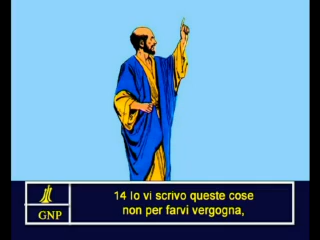 14 Io vi scrivo queste cose
non per farvi vergogna,
GNP